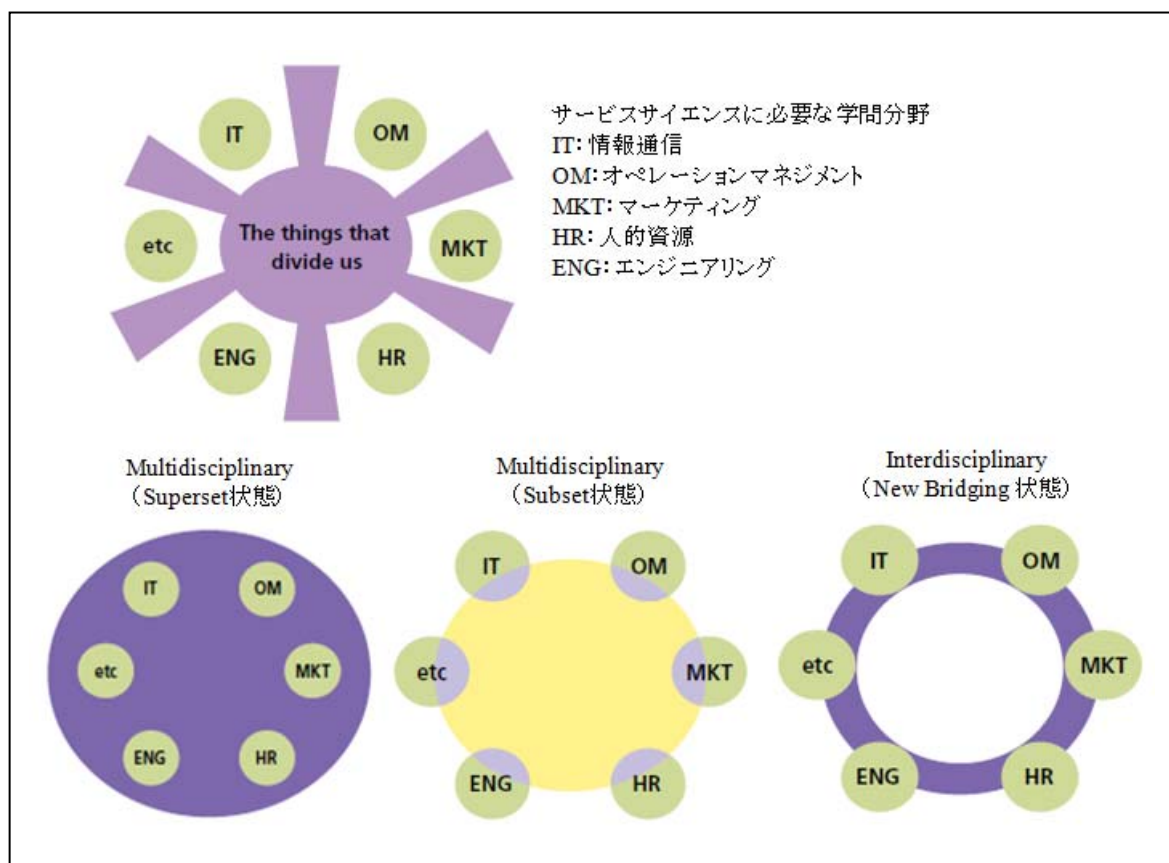 IT
OM
etc
The things that
divide us
MKT
ENG
HR
サービスサイエンスに必要な学問分野
IT：情報通信
OM：オペレーションマネジメント
MKT：マーケティング
HR：人的資源
ENG：エンジニアリング
Multidisciplinary
（Superset状態）
IT
OM
etc
MKT
ENG
HR
Multidisciplinary
（Subset状態）
IT
OM
etc
MKT
ENG
HR
Interdisciplinary
（New Bridging 状態）
IT
OM
etc
MKT
ENG
HR